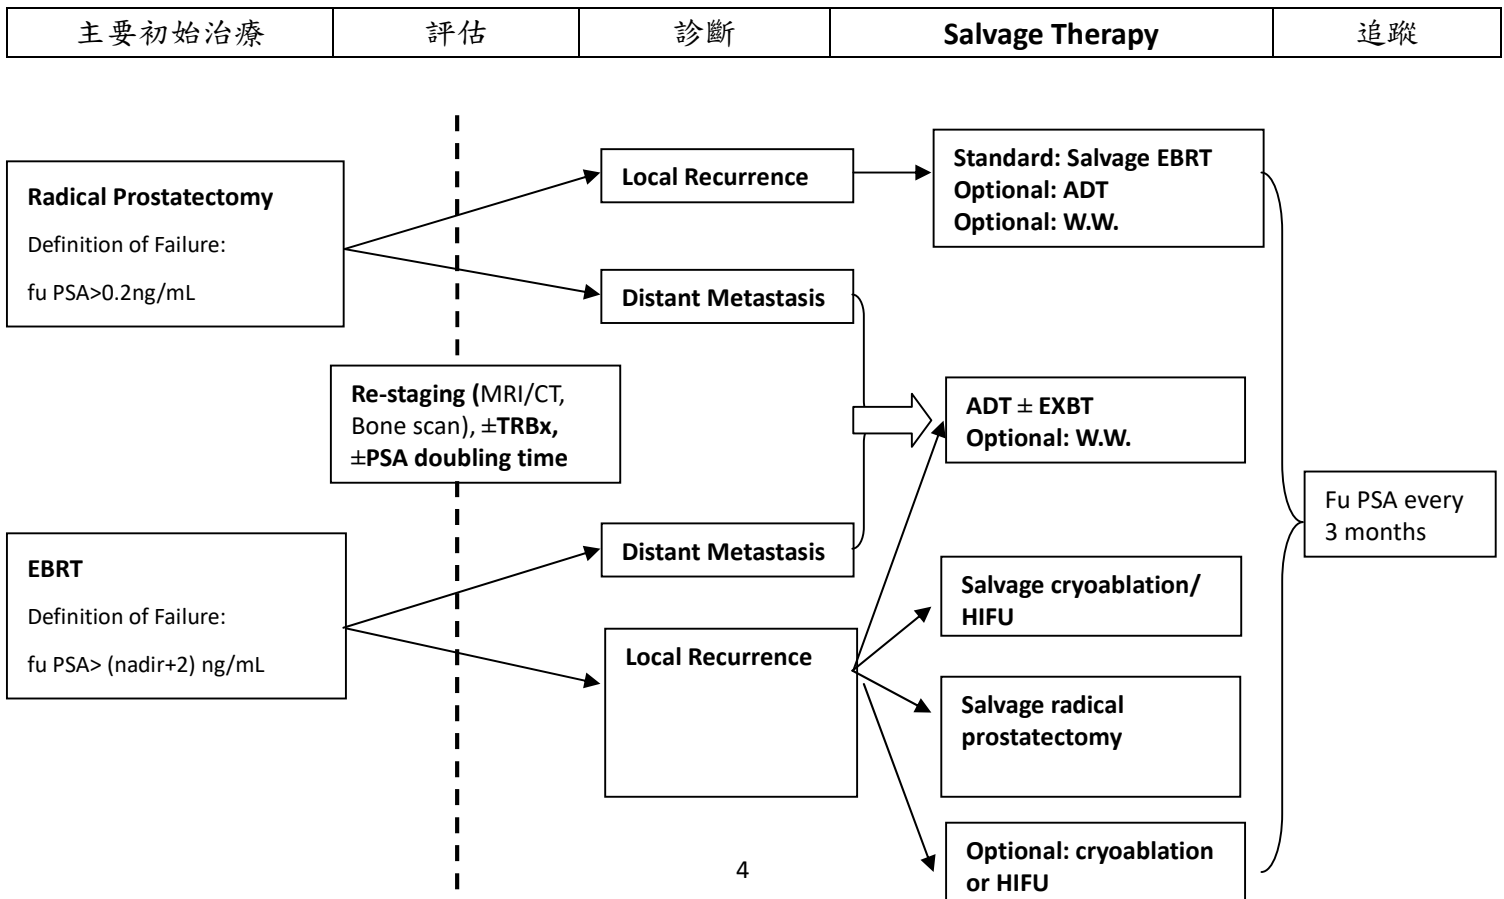 主要初始治療
評估
診斷
Salvage Therapy
追蹤
Radical Prostatectomy
Definition of Failure:
fu PSA>0.2ng/mL
Local Recurrence
Standard: Salvage EBRT
Optional: ADT
Optional: W.W.
Distant Metastasis
Re-staging (MRI/CT,
Bone scan), ±TRBx,
±PSA doubling time
ADT ± EXBT
Optional: W.W.
Fu PSA every
3 months
EBRT
Definition of Failure:
fu PSA> (nadir+2) ng/mL
Distant Metastasis
Local Recurrence
Salvage cryoablation/
HIFU
Salvage radical
prostatectomy
Optional: cryoablation
or HIFU
4